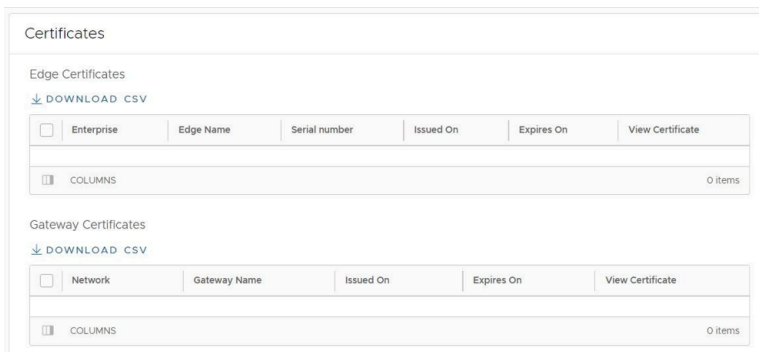 Certificates
Edge Certificates
DOWNLOAD CSV
Enterprise Edge Name Serial number Issued On Expires On View Certificate
COLUMNS 0 items
Gateway Certificates
DOWNLOAD CSV
Network Gateway Name Issued On Expires On View Certificate
COLUMNS 0 items